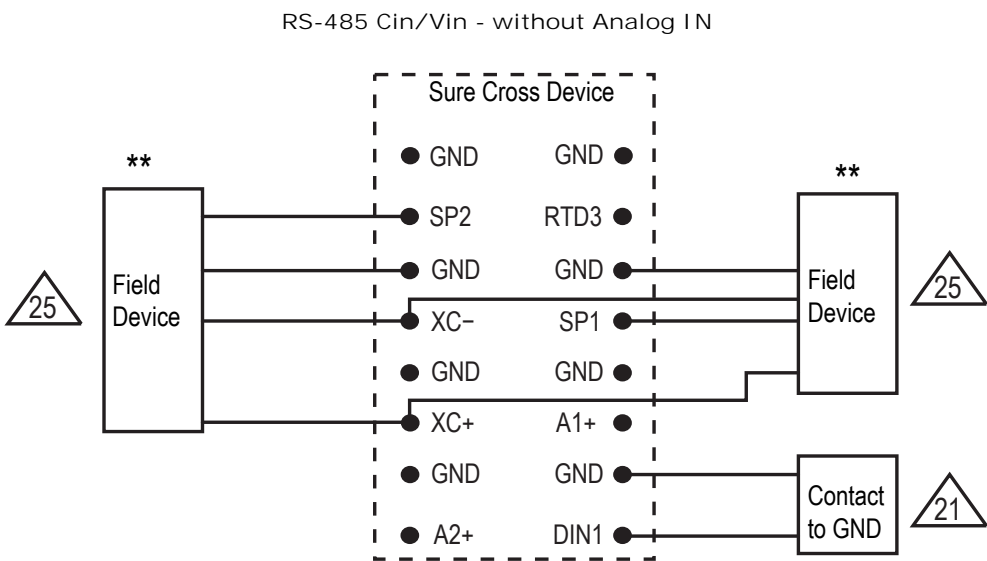 RS-485 Cin/Vin - without Analog IN
Sure Cross Device
GND GND
**
**
SP2 RTD3
GND GND
Field
Device
25
Field
Device
25
XC− SP1
GND GND
XC+ A1+
GND GND
Contact
to GND
21
A2+ DIN1